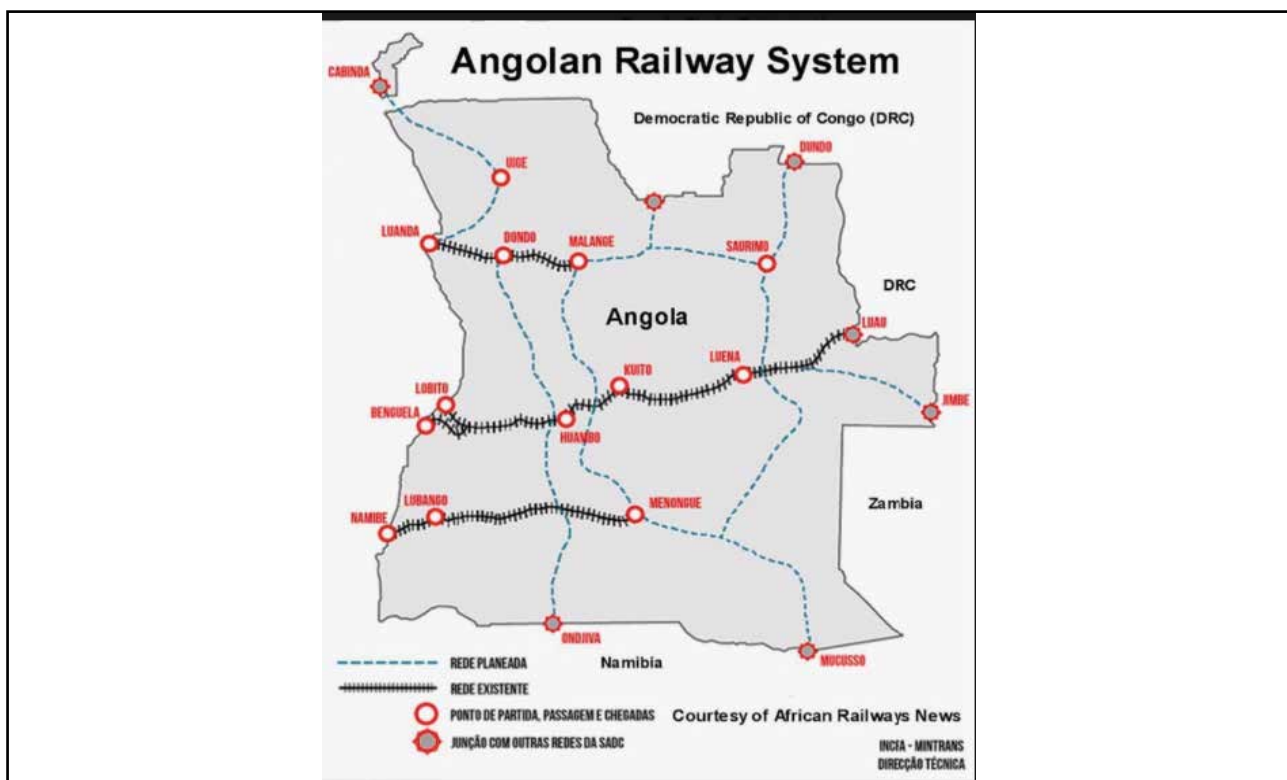 Angolan Railway System
CABINDA
Democratic Republic of Congo (DRC)
DUNDO
UIGE
LUANDA
DONDO
MALANGE
SAURIMO
DRC
Angola
LUAU
KUITO
LUENA
LOBITO
BENGUELA
HUAMBO
JIMBE
LUBANGO
MENONGUE
NAMIBE
Zambia
ONDJIVA
Namibia
MUCUSSO
REDE PLANEADA
REDE EXISTENTE
PONTO DE PARTIDA, PASSAGEM E CHEGADAS
Courtesy of African Railways News
JUNÇÃO COM OUTRAS REDES DA SADC
INCFA - MINTRANS
DIRECÇÃO TÉCNICA